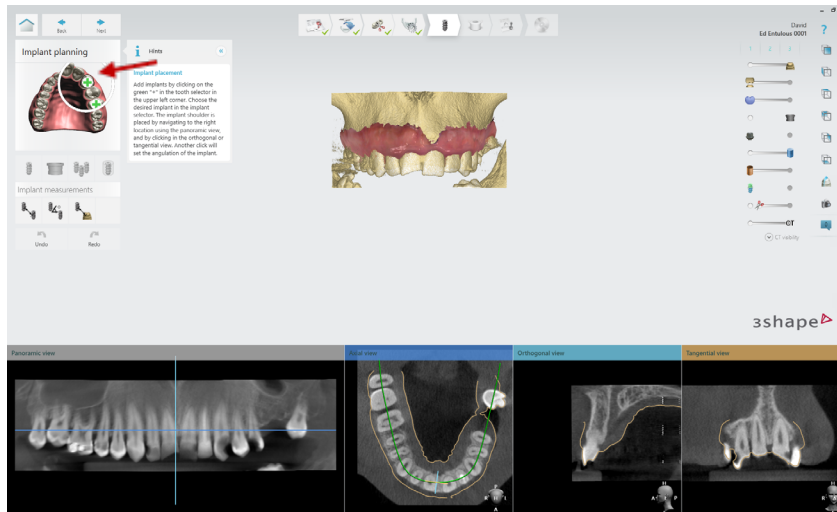 David
Back
Next
Ed Entulous 0001
Implant planning
Hints
Implant placement
Add implants by clicking on the
green "+" in the tooth selector in
the upper left corner. Choose the
desired implant in the implant
selector. The implant shoulder is
placed by navigating to the right
location using the panoramic view,
and by clicking in the orthogonal or
tangential view. Another click will
set the angulation of the implant.
Implant measurements
Undo
Redo
CT
CT visibility
3shape
Panoramic view
Axial view
Orthogonal view
Tangential view